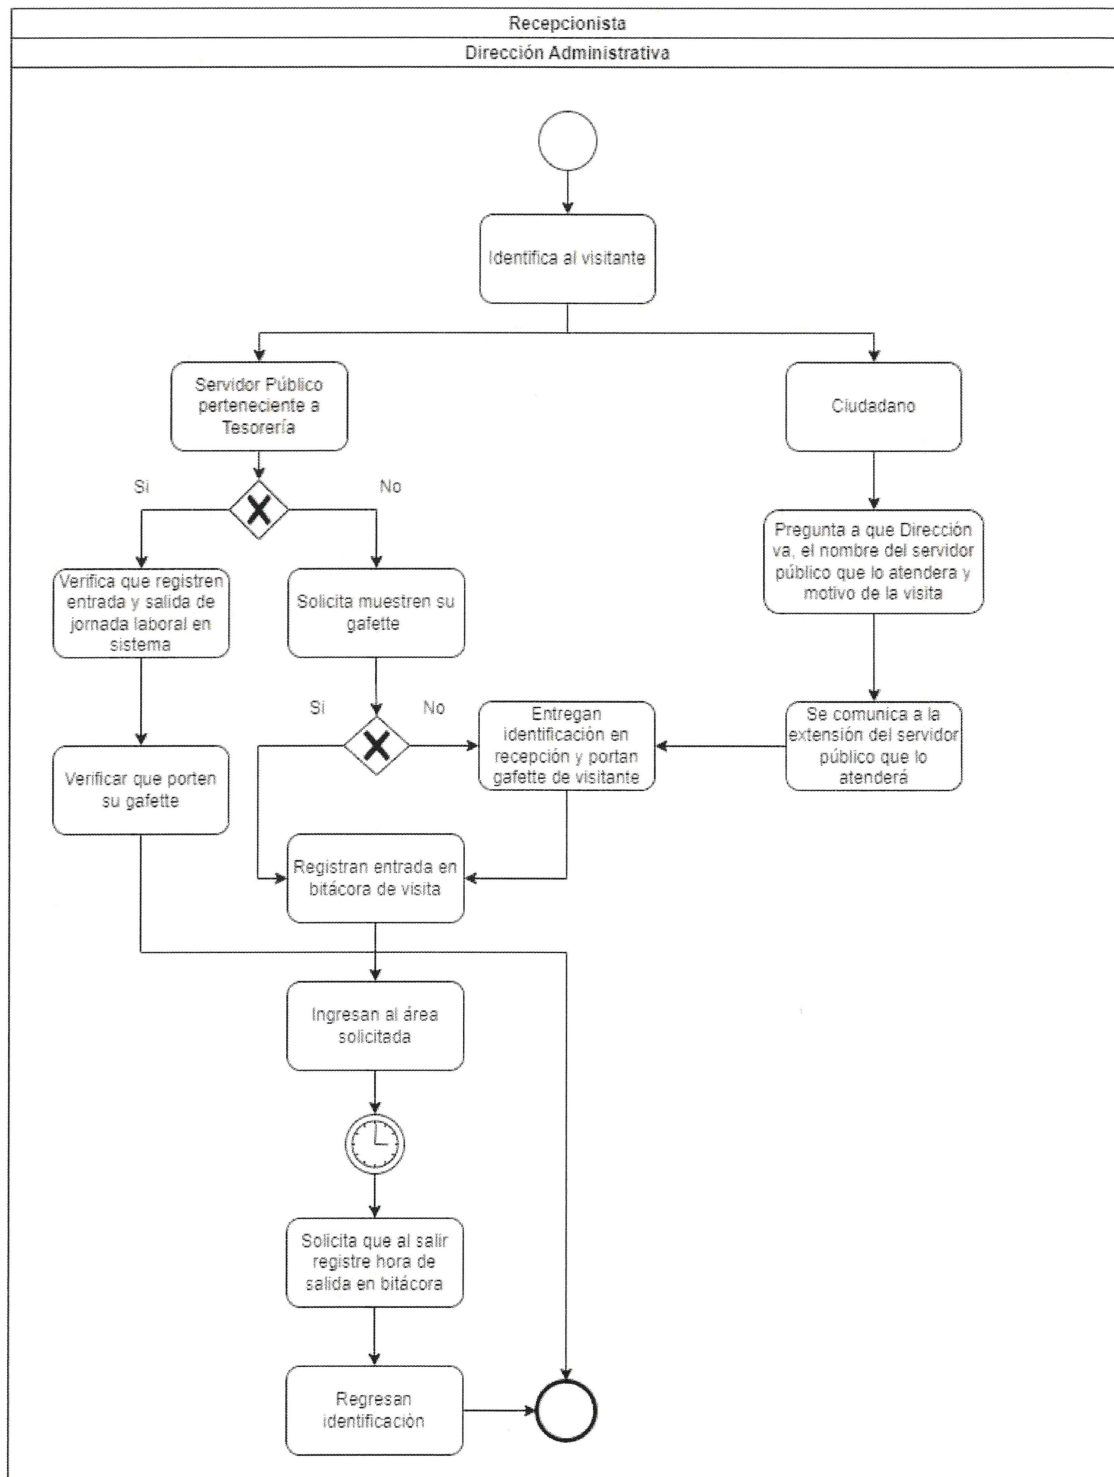 Recepcionista
Dirección Administrativa
Identifica al visitante
Servidor Público
perteneciente a
Tesorería
Ciudadano
Si
No
Pregunta a que Dirección
va, el nombre del servidor
público que lo atendera y
motivo de la visita
Verifica que registren
entrada y salida de
jornada laboral en
sistema
Solicita muestren su
gafette
Si
No
Entregan
identificación en
recepción y portan
gafette de visitante
Se comunica a la
extensión del servidor
público que lo
atenderá
Verificar que porten
su gafette
Registran entrada en
bitácora de visita
Ingresan al área
solicitada
Solicita que al salir
registre hora de
salida en bitácora
Regresan
identificación